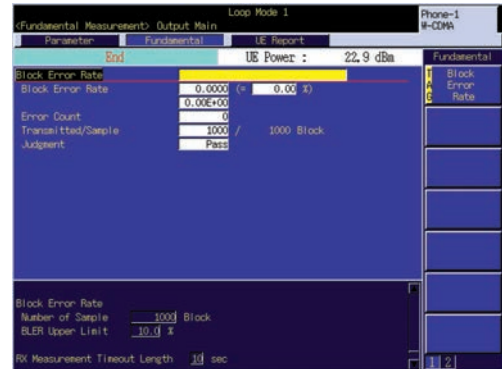 Loop Mode 1
Phone-1
<Fundamental Measurement> Output Main
W-CDMA
Parameter Fundamental UE Report
End UE Power : 22.9 dBm Fundamental
Block Error Rate
T A G Block Error Rate
Block Error Rate 0.0000 (= 0.00 %)
0.00E+00
Error Count 0
Transmitted/Sample 1000 / 1000 Block
Judgment Pass
Block Error Rate
Number of Sample 1000 Block
BLER Upper Limit 10.0 %
RX Measurement Timeout Length 10 sec
1 2